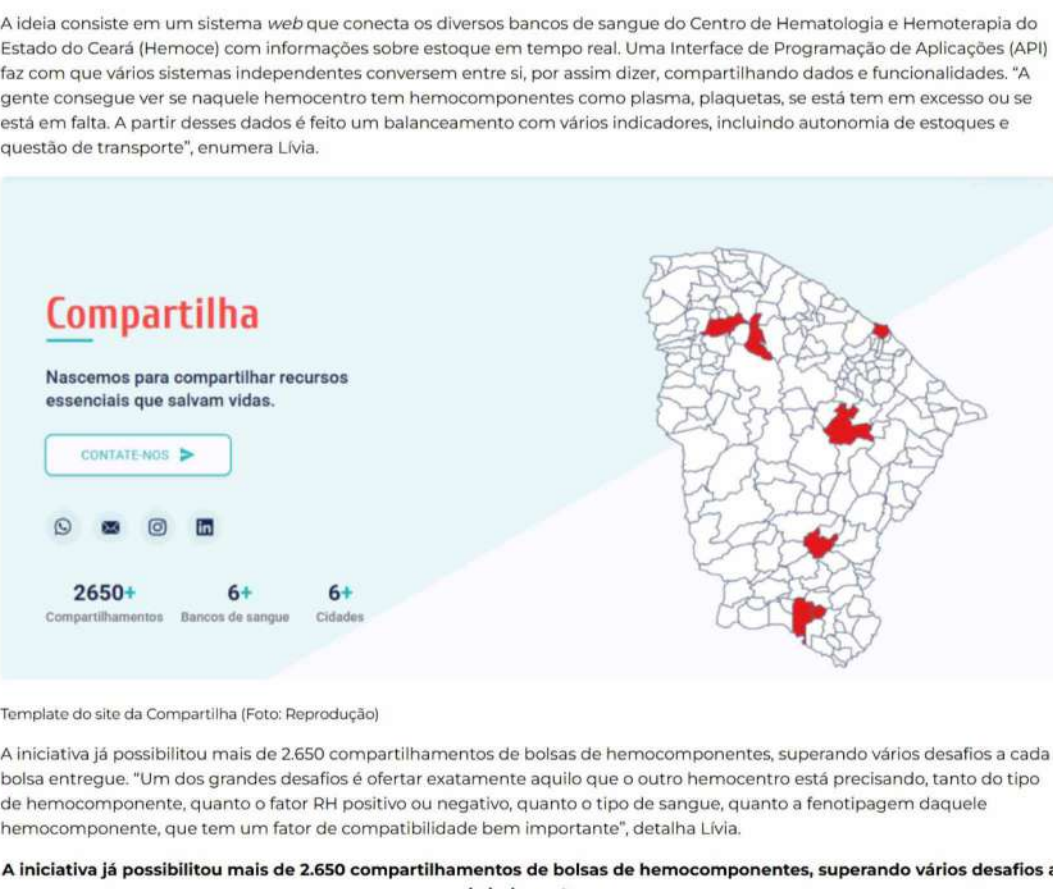 A ideia consiste em um sistema web que conecta os diversos bancos de sangue do Centro de Hematologia e Hemoterapia do
Estado do Ceará (Hemoce) com informações sobre estoque em tempo real. Uma Interface de Programação de Aplicações (API)
faz com que vários sistemas independentes conversem entre si, por assim dizer, compartilhando dados e funcionalidades. “A
gente consegue ver se naquele hemocentro tem hemocomponentes como plasma, plaquetas, se está tem em excesso ou se
está em falta. A partir desses dados é feito um balanceamento com vários indicadores, incluindo autonomia de estoques e
questão de transporte”, enumera Lívia.
Compartilha
Nascemos para compartilhar recursos
essenciais que salvam vidas.
CONTATE-NOS
in
2650+ 6+ 6+
Compartilhamentos Bancos de sangue Cidades
Template do site da Compartilha (Foto: Reprodução)
A iniciativa já possibilitou mais de 2.650 compartilhamentos de bolsas de hemocomponentes, superando vários desafios a cada
bolsa entregue. “Um dos grandes desafios é ofertar exatamente aquilo que o outro hemocentro está precisando, tanto do tipo
de hemocomponente, quanto o fator RH positivo ou negativo, quanto o tipo de sangue, quanto a fenotipagem daquele
hemocomponente, que tem um fator de compatibilidade bem importante”, detalha Lívia.
A iniciativa já possibilitou mais de 2.650 compartilhamentos de bolsas de hemocomponentes, superando vários desafios a